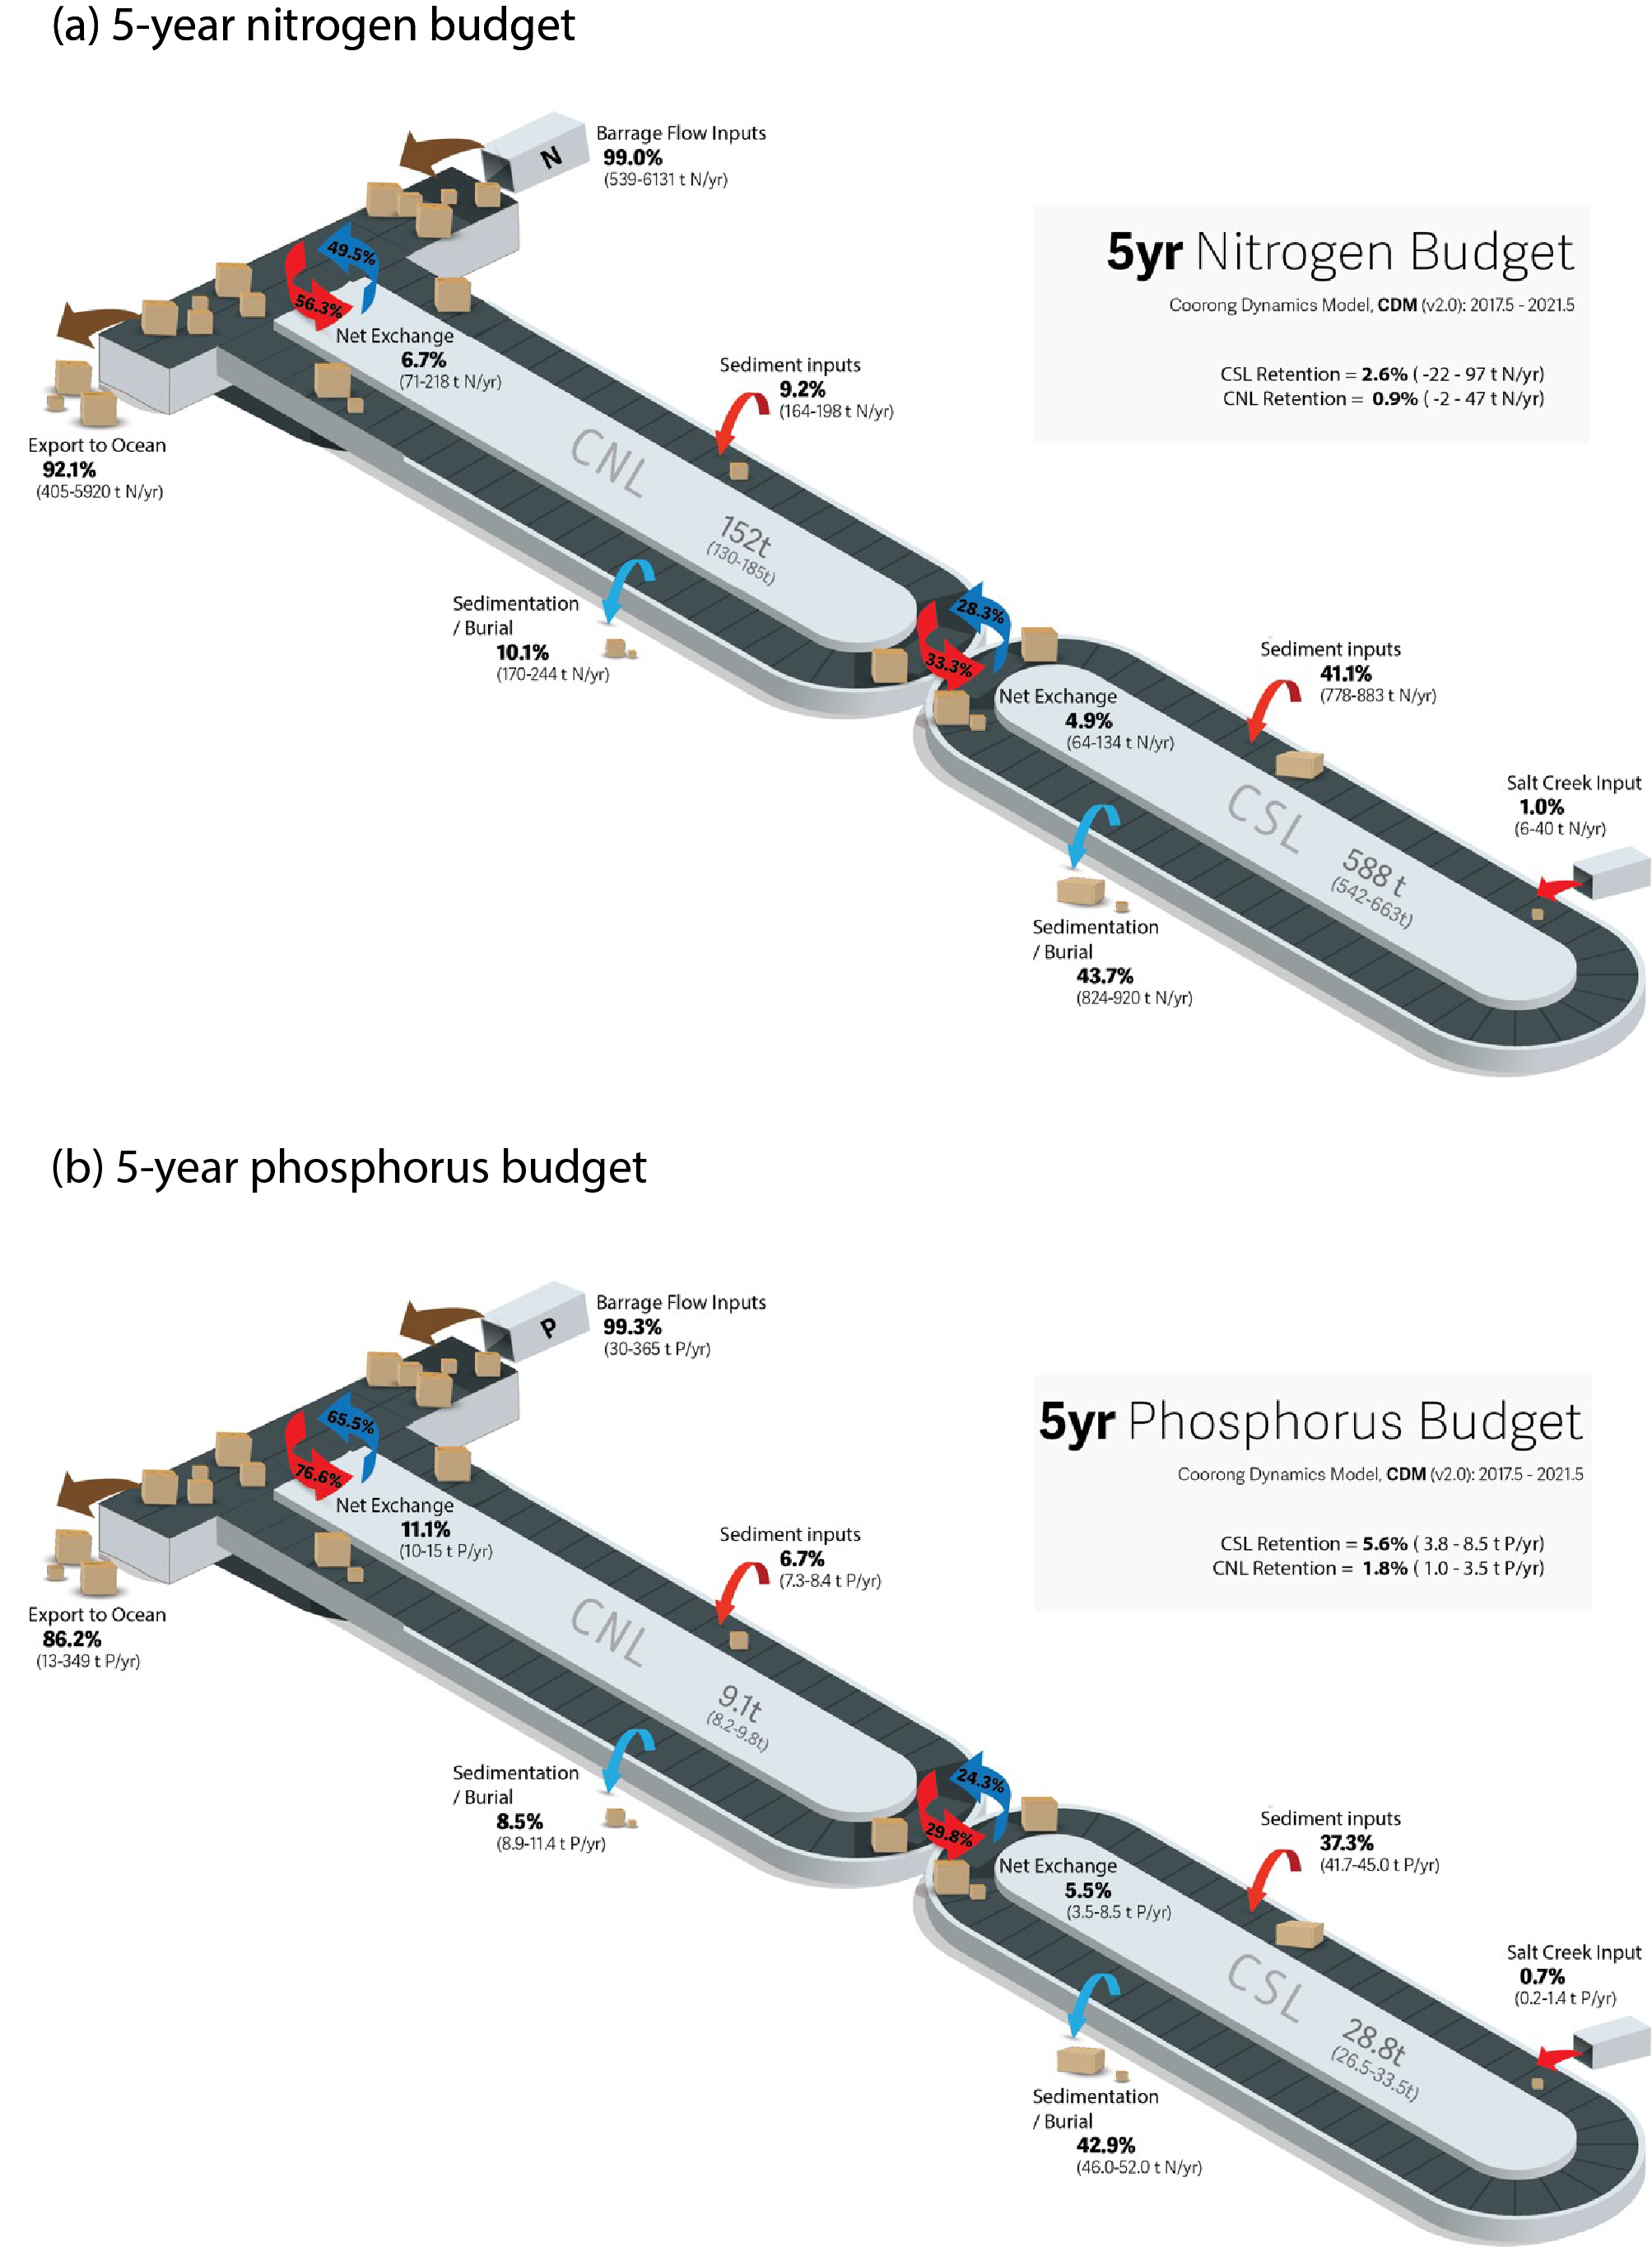 (a) 5-year nitrogen budget
N
Barrage Flow Inputs
99.0%
(539-6131 t N/yr)
5yr Nitrogen Budget
Coorong Dynamics Model, CDM (v2.0): 2017.5 - 2021.5
CSL Retention = 2.6% ( -22 - 97 t N/yr)
CNL Retention = 0.9% ( -2 - 47 t N/yr)
49.5%
56.3%
Net Exchange
6.7%
(71-218 t N/yr)
Sediment inputs
9.2%
(164-198 t N/yr)
Export to Ocean
92.1%
(405-5920 t N/yr)
CNL
152t
(130-185t)
Sedimentation
/ Burial
10.1%
(170-244 t N/yr)
28.3%
33.3%
Net Exchange
4.9%
(64-134 t N/yr)
Sediment inputs
41.1%
(778-883 t N/yr)
Salt Creek Input
1.0%
(6-40 t N/yr)
CSL
588 t
(542-663t)
Sedimentation
/ Burial
43.7%
(824-920 t N/yr)
(b) 5-year phosphorus budget
P
Barrage Flow Inputs
99.3%
(30-365 t P/yr)
5yr Phosphorus Budget
Coorong Dynamics Model, CDM (v2.0): 2017.5 - 2021.5
CSL Retention = 5.6% ( 3.8 - 8.5 t P/yr)
CNL Retention = 1.8% ( 1.0 - 3.5 t P/yr)
65.5%
76.6%
Net Exchange
11.1%
(10-15 t P/yr)
Sediment inputs
6.7%
(7.3-8.4 t P/yr)
Export to Ocean
86.2%
(13-349 t P/yr)
CNL
9.1t
(8.2-9.8t)
Sedimentation
/ Burial
8.5%
(8.9-11.4 t P/yr)
24.3%
29.8%
Net Exchange
5.5%
(3.5-8.5 t P/yr)
Sediment inputs
37.3%
(41.7-45.0 t P/yr)
Salt Creek Input
0.7%
(0.2-1.4 t P/yr)
CSL
28.8t
(26.5-33.5t)
Sedimentation
/ Burial
42.9%
(46.0-52.0 t N/yr)